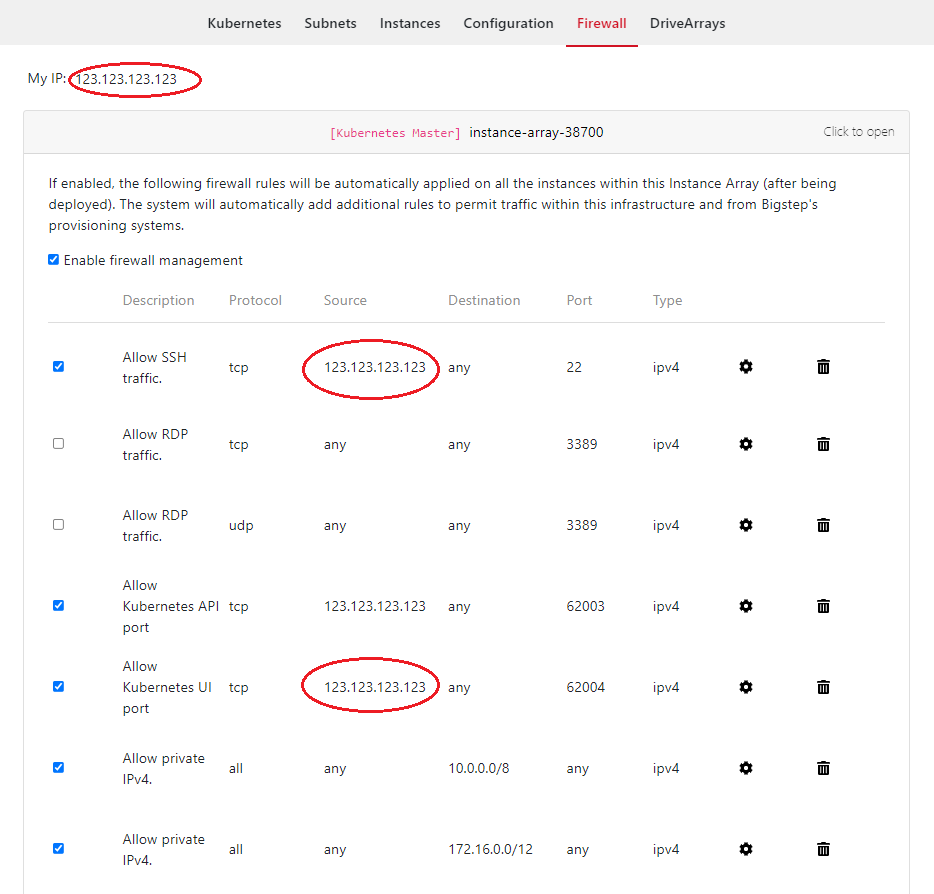 Kubernetes Subnets Instances Configuration Firewall DriveArrays
My IP: 123.123.123.123
[Kubernetes Master] instance-array-38700 Click to open
If enabled, the following firewall rules will be automatically applied on all the instances within this Instance Array (after being
deployed). The system will automatically add additional rules to permit traffic within this infrastructure and from Bigstep's
provisioning systems.
Enable firewall management
Description Protocol Source Destination Port Type
Allow SSH
traffic.
tcp 123.123.123.123 any 22 ipv4
Allow RDP
traffic.
tcp any any 3389 ipv4
Allow RDP
traffic.
udp any any 3389 ipv4
Allow
Kubernetes API
port
tcp 123.123.123.123 any 62003 ipv4
Allow
Kubernetes UI
port
tcp 123.123.123.123 any 62004 ipv4
Allow private
IPv4.
all any 10.0.0.0/8 any ipv4
Allow private
IPv4.
all any 172.16.0.0/12 any ipv4